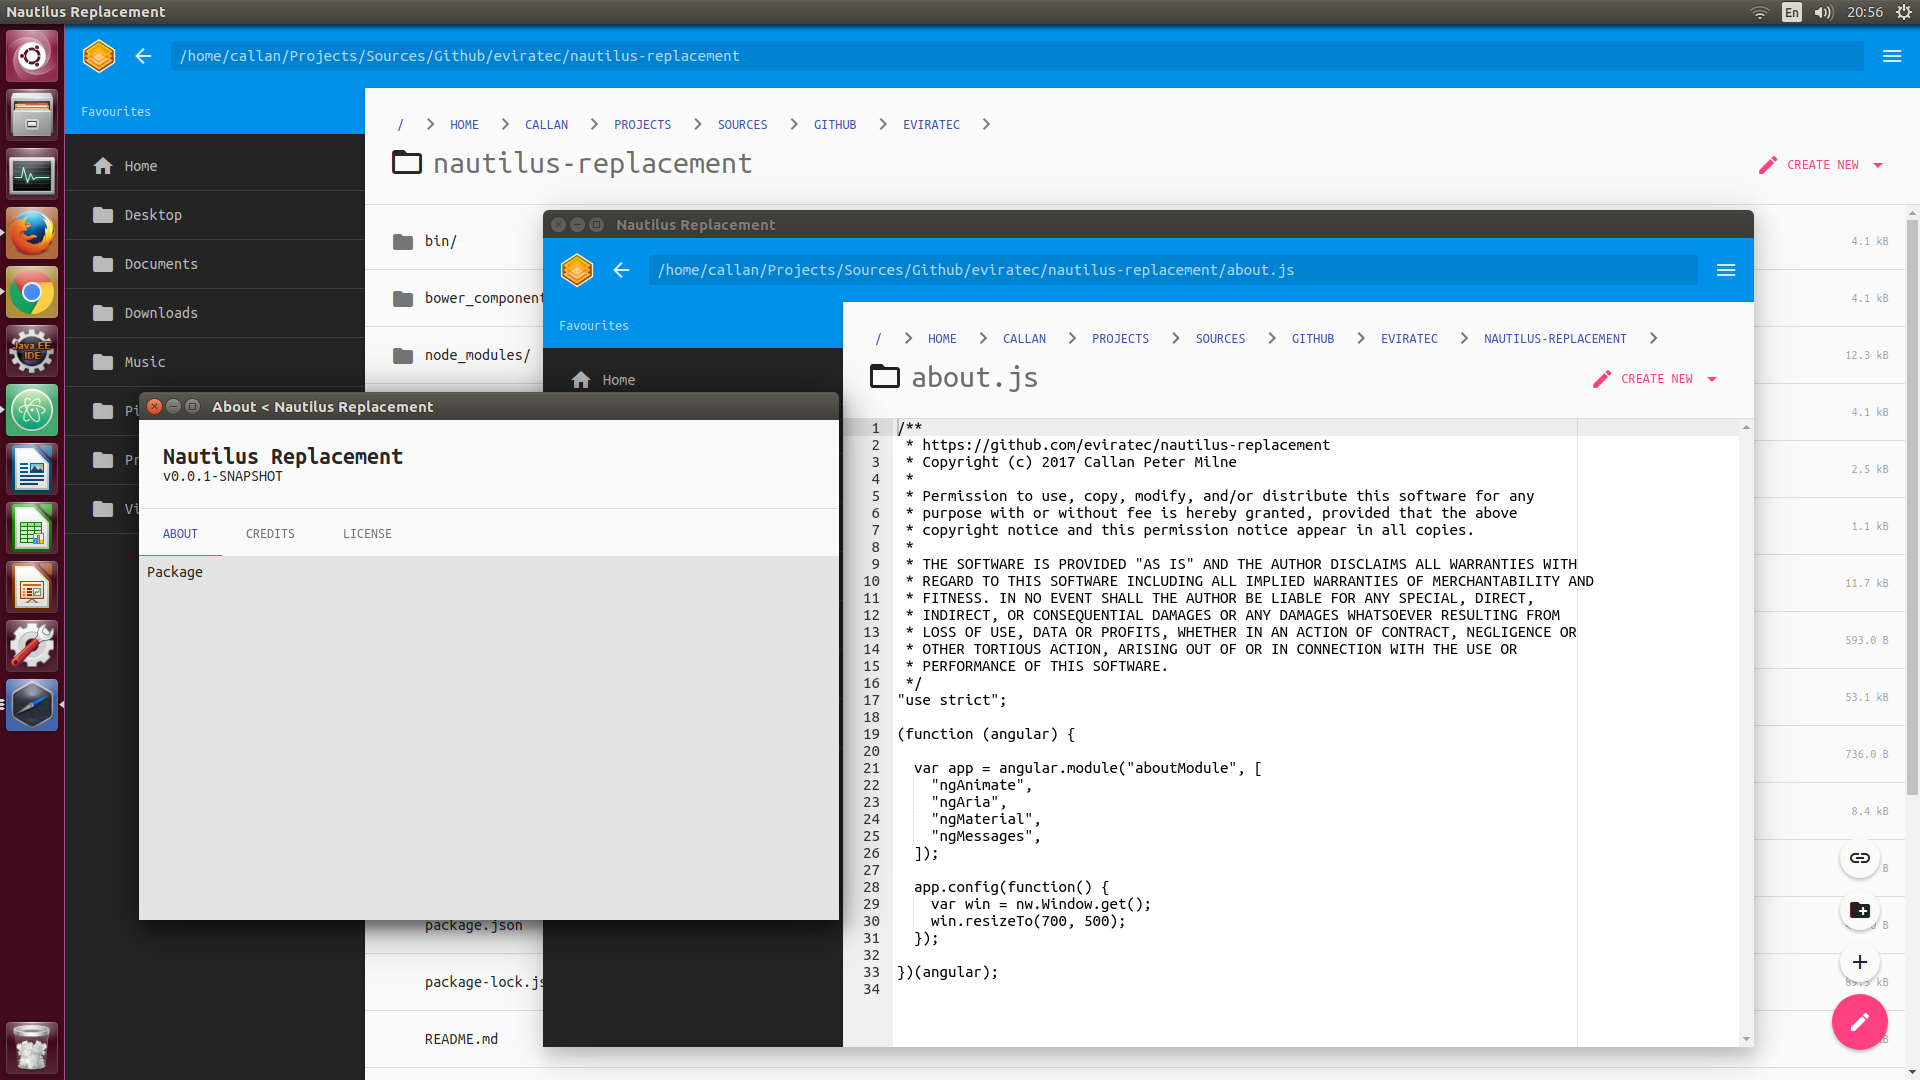 Nautilus Replacement
En
20:56
/home/callan/Projects/Sources/Github/eviratec/nautilus-replacement
Favourites
Home
Desktop
Documents
Downloads
Music
/ HOME CALLAN PROJECTS SOURCES GITHUB EVIRATEC
nautilus-replacement
CREATE NEW
bin/
4.1 kB
bower_component
4.1 kB
node_modules/
12.3 kB
4.1 kB
2.5 kB
1.1 kB
11.7 kB
593.0 B
53.1 kB
736.0 B
8.4 kB
B
package.json
package-lock.js
README.md
Java EE
IDE
Nautilus Replacement
/home/callan/Projects/Sources/Github/eviratec/nautilus-replacement/about.js
Favourites
Home
/ HOME CALLAN PROJECTS SOURCES GITHUB EVIRATEC NAUTILUS-REPLACEMENT
about.js
CREATE NEW
1 /**
2  * https://github.com/eviratec/nautilus-replacement
3  * Copyright (c) 2017 Callan Peter Milne
4  *
5  * Permission to use, copy, modify, and/or distribute this software for any
6  * purpose with or without fee is hereby granted, provided that the above
7  * copyright notice and this permission notice appear in all copies.
8  *
9  * THE SOFTWARE IS PROVIDED "AS IS" AND THE AUTHOR DISCLAIMS ALL WARRANTIES WITH
10  * REGARD TO THIS SOFTWARE INCLUDING ALL IMPLIED WARRANTIES OF MERCHANTABILITY AND
11  * FITNESS. IN NO EVENT SHALL THE AUTHOR BE LIABLE FOR ANY SPECIAL, DIRECT,
12  * INDIRECT, OR CONSEQUENTIAL DAMAGES OR ANY DAMAGES WHATSOEVER RESULTING FROM
13  * LOSS OF USE, DATA OR PROFITS, WHETHER IN AN ACTION OF CONTRACT, NEGLIGENCE OR
14  * OTHER TORTIOUS ACTION, ARISING OUT OF OR IN CONNECTION WITH THE USE OR
15  * PERFORMANCE OF THIS SOFTWARE.
16  */
17 "use strict";
18
19 (function (angular) {
20
21   var app = angular.module("aboutModule", [
22     "ngAnimate",
23     "ngAria",
24     "ngMaterial",
25     "ngMessages",
26   ]);
27
28   app.config(function() {
29     var win = nw.Window.get();
30     win.resizeTo(700, 500);
31   });
32
33 })(angular);
34
About < Nautilus Replacement
Nautilus Replacement
v0.0.1-SNAPSHOT
ABOUT CREDITS LICENSE
Package